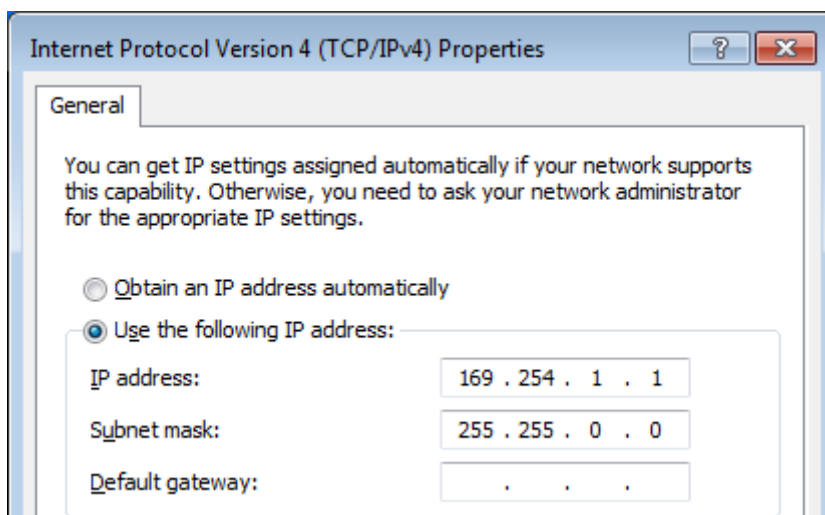 Internet Protocol Version 4 (TCP/IPv4) Properties
General
You can get IP settings assigned automatically if your network supports
this capability. Otherwise, you need to ask your network administrator
for the appropriate IP settings.
Obtain an IP address automatically
Use the following IP address:
IP address: 169 . 254 . 1 . 1
Subnet mask: 255 . 255 . 0 . 0
Default gateway: . . .